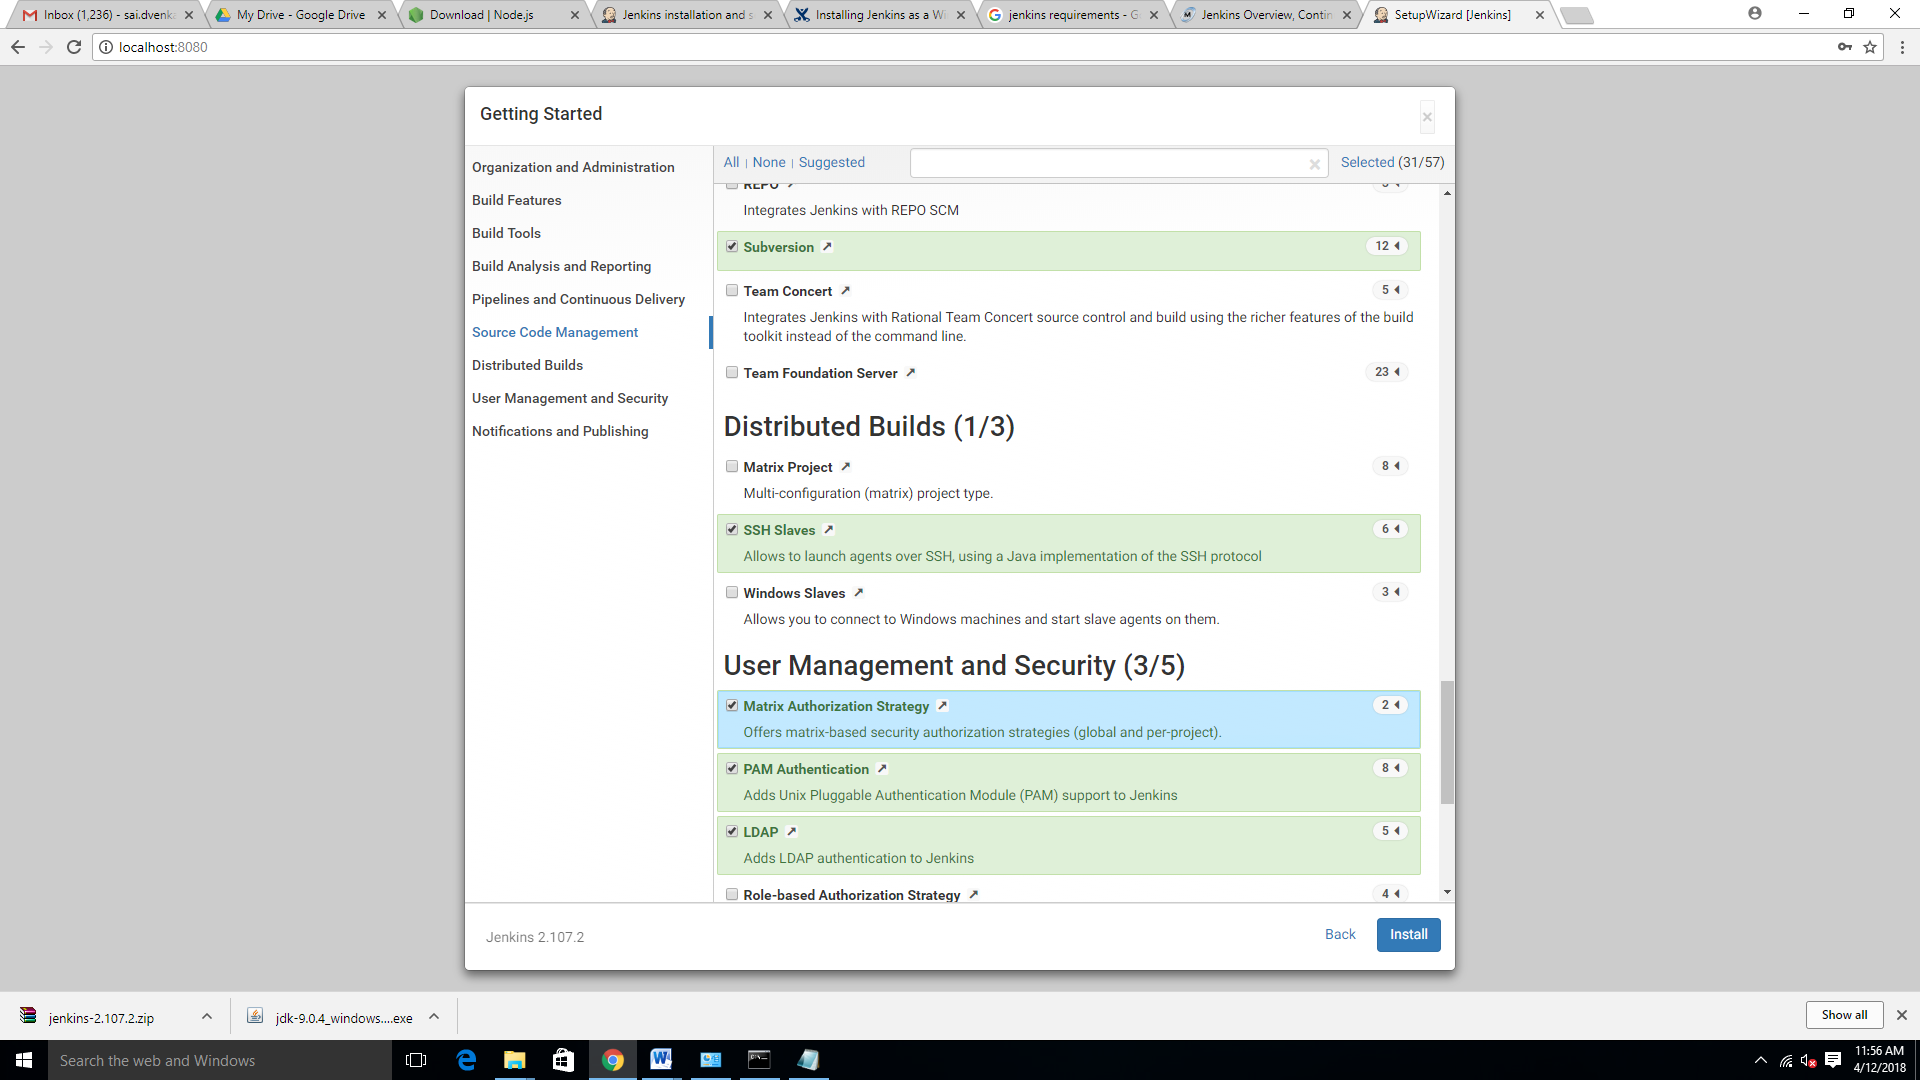 Inbox (1,236) - sai.dvenka
My Drive - Google Drive
Download | Node.js
Jenkins installation and s
Installing Jenkins as a Wi
jenkins requirements - G
Jenkins Overview, Contin
SetupWizard [Jenkins]
localhost:8080
Getting Started
×
Organization and Administration
Build Features
Build Tools
Build Analysis and Reporting
Pipelines and Continuous Delivery
Source Code Management
Distributed Builds
User Management and Security
Notifications and Publishing
All | None | Suggested
Selected (31/57)
REPO
Integrates Jenkins with REPO SCM
Subversion 12
Team Concert 5
Integrates Jenkins with Rational Team Concert source control and build using the richer features of the build
toolkit instead of the command line.
Team Foundation Server 23
Distributed Builds (1/3)
Matrix Project 8
Multi-configuration (matrix) project type.
SSH Slaves 6
Allows to launch agents over SSH, using a Java implementation of the SSH protocol
Windows Slaves 3
Allows you to connect to Windows machines and start slave agents on them.
User Management and Security (3/5)
Matrix Authorization Strategy 2
Offers matrix-based security authorization strategies (global and per-project).
PAM Authentication 8
Adds Unix Pluggable Authentication Module (PAM) support to Jenkins
LDAP 5
Adds LDAP authentication to Jenkins
Role-based Authorization Strategy 4
Jenkins 2.107.2
Back
Install
jenkins-2.107.2.zip
jdk-9.0.4_windows....exe
Show all
Search the web and Windows
11:56 AM
4/12/2018